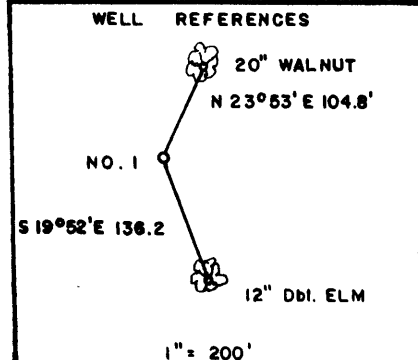 WELL REFERENCES
20" WALNUT
N 23°53' E 104.8'
NO. 1
S 19°52'E 136.2
12" Dbl. ELM
1" = 200'